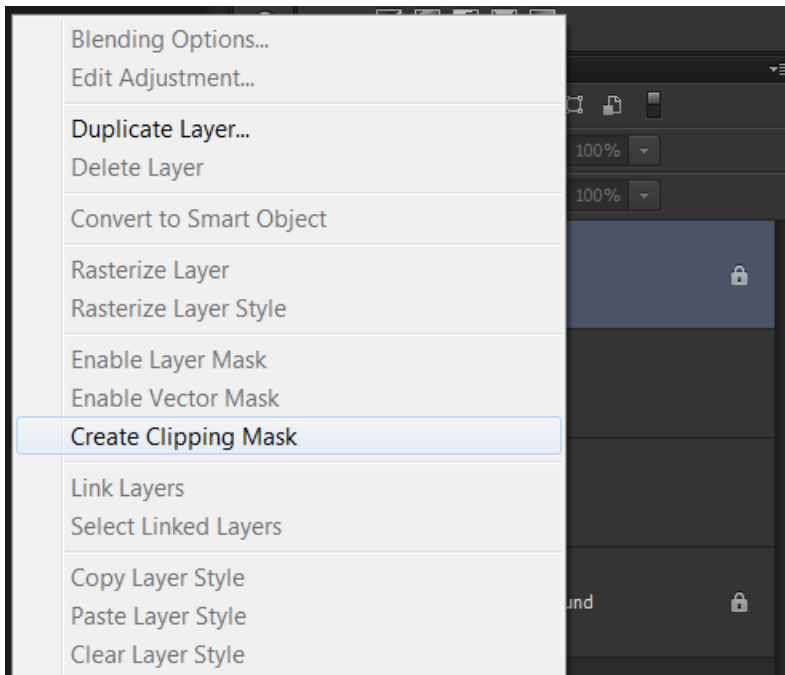 Blending Options...
Edit Adjustment...
Duplicate Layer...
Delete Layer
100%
Convert to Smart Object
100%
Rasterize Layer
Rasterize Layer Style
Enable Layer Mask
Enable Vector Mask
Create Clipping Mask
Link Layers
Select Linked Layers
Copy Layer Style
Paste Layer Style
und
Clear Layer Style